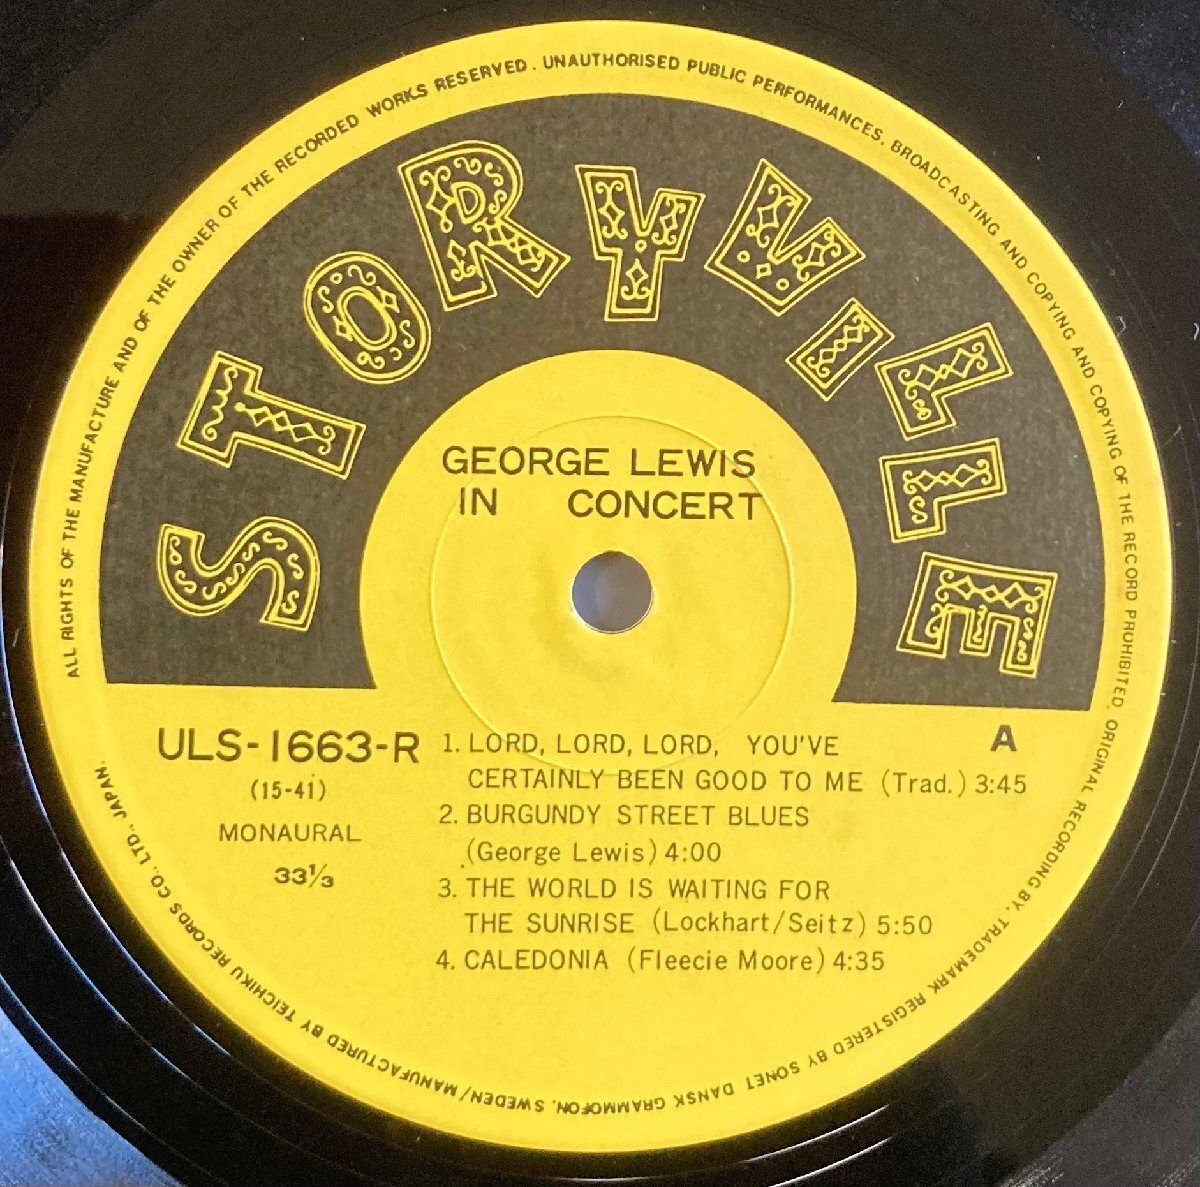 ALL RIGHTS OF THE MANUFACTURE AND OF THE OWNER OF THE RECORDED WORKS RESERVED. UNAUTHORISED PUBLIC PERFORMANCES, BROADCASTING AND COPYING AND COPYING OF THE RECORD PROHIBITED. ORIGINAL RECORDING BY, TRADEMARK REGISTERED BY SONET DANSK GRAMMOFON, SWEDEN/MANUFACTURED BY TEICHIKU RECORDS CO., LTD., JAPAN.
STORYVILLE
GEORGE LEWIS
IN CONCERT
ULS-1663-R
(15-41)
MONAURAL
33⅓
A
1. LORD, LORD, LORD, YOU'VE
CERTAINLY BEEN GOOD TO ME (Trad.) 3:45
2. BURGUNDY STREET BLUES
(George Lewis) 4:00
3. THE WORLD IS WAITING FOR
THE SUNRISE (Lockhart/Seitz) 5:50
4. CALEDONIA (Fleecie Moore) 4:35